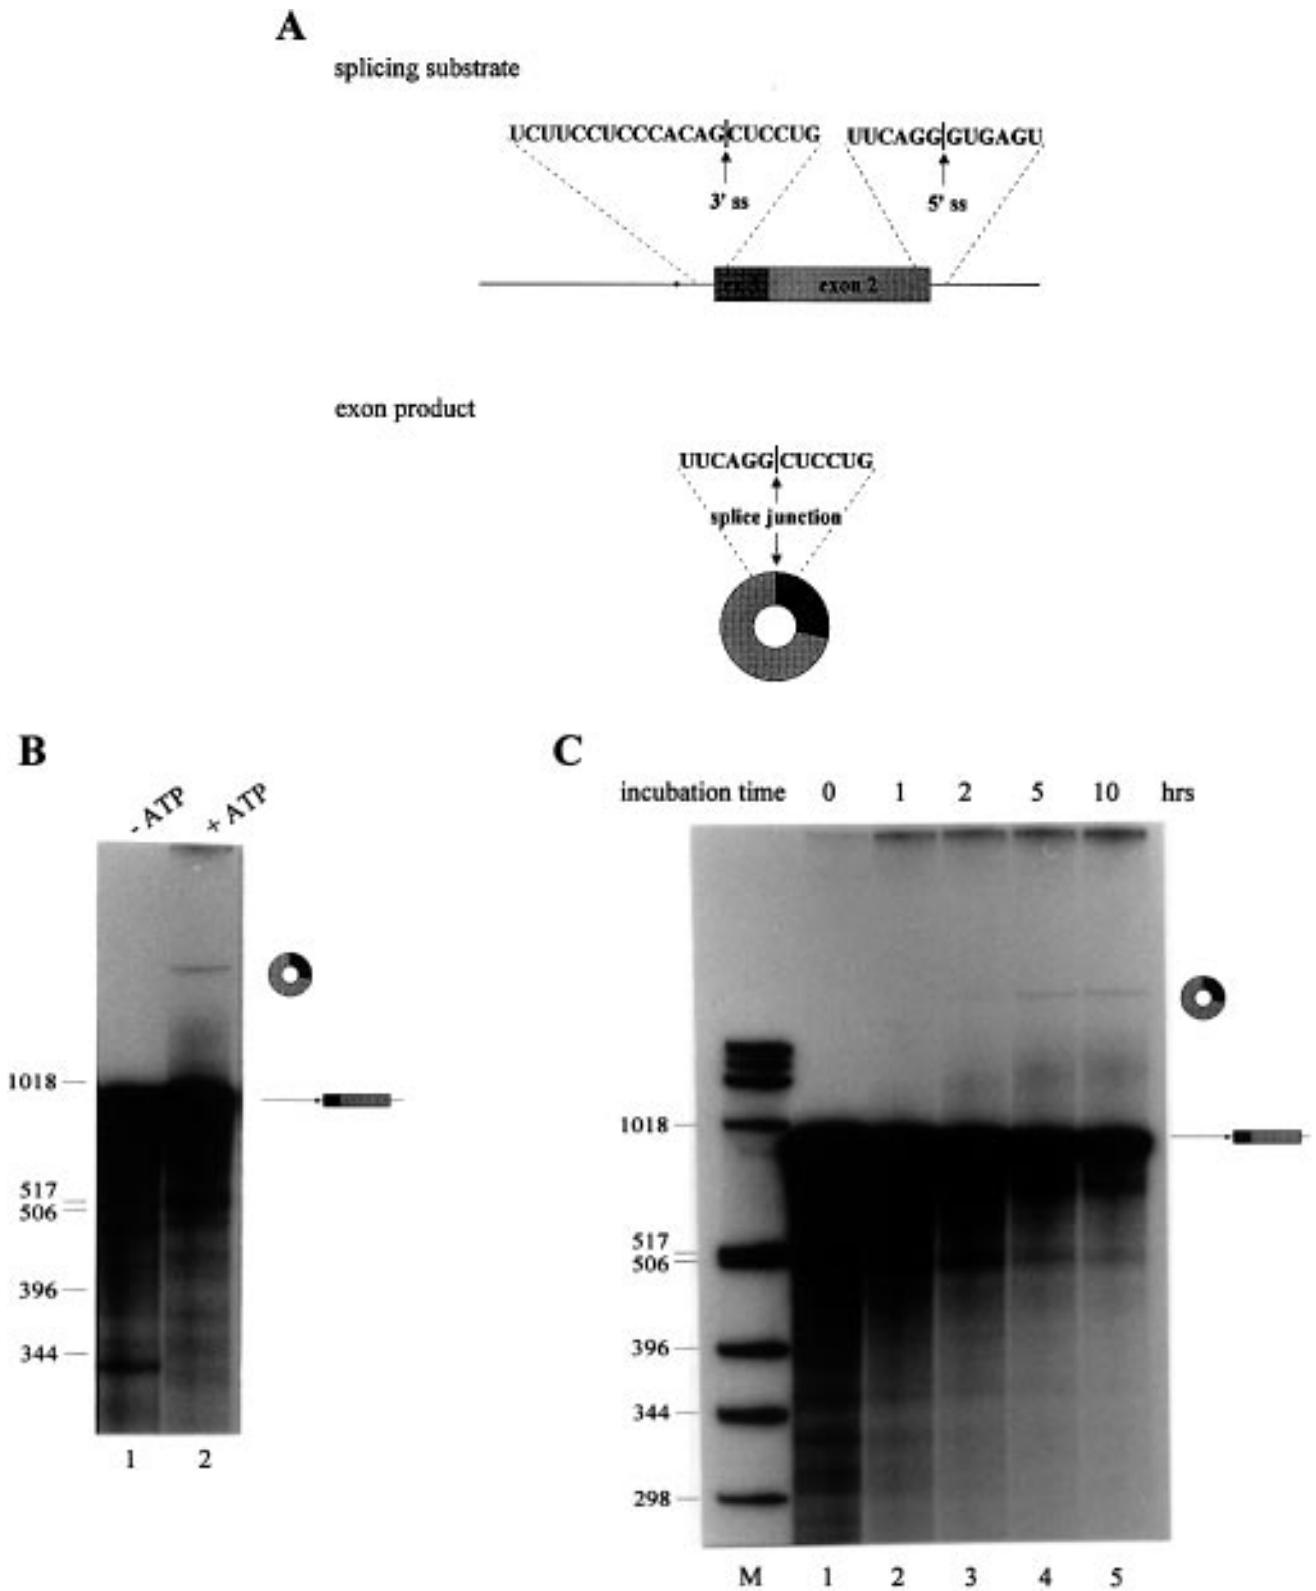 A
splicing substrate
UCUUCCUCCCACAG|CUCCUG UUCAGG|GUGAGU
3' ss 5' ss
exon 2
exon product
UUCAGG|CUCCUG
splice junction
B
C
- ATP + ATP
incubation time 0 1 2 5 10 hrs
1018
517
506
396
344
1 2
1018
517
506
396
344
298
M 1 2 3 4 5